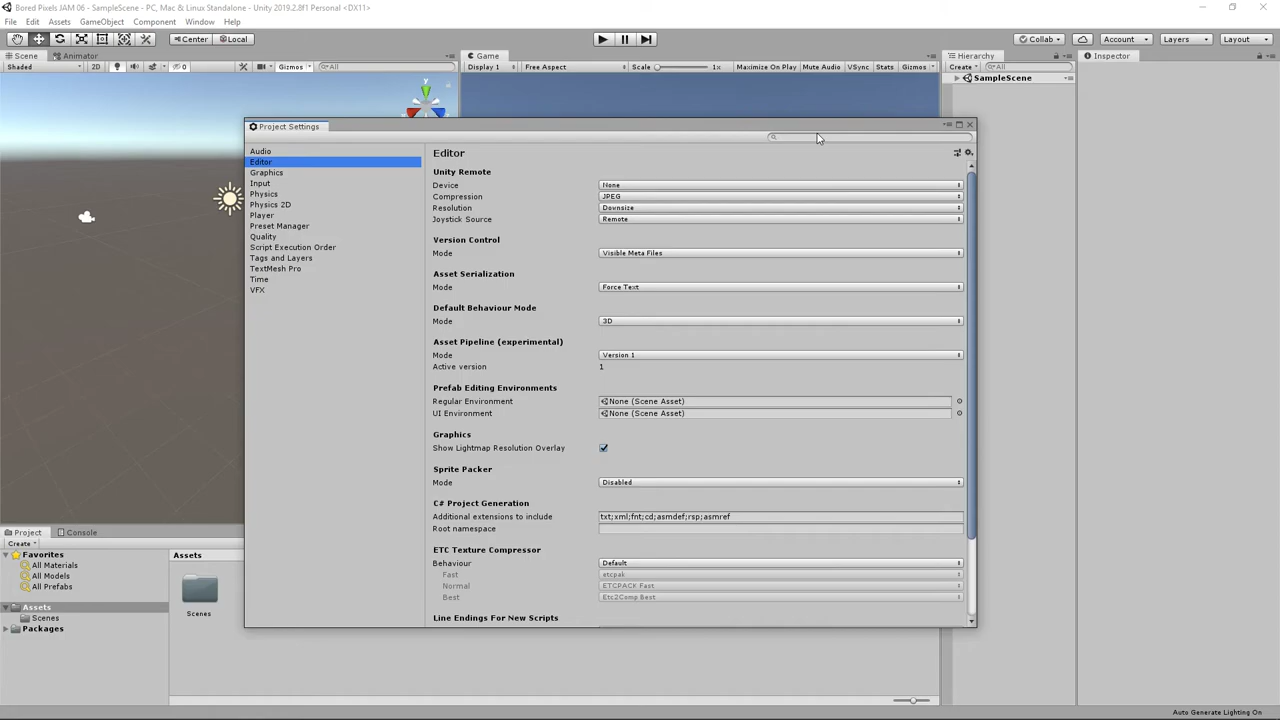 Bored Pixels JAM 06 - SampleScene - PC, Mac & Linux Standalone - Unity 2019.2.8f1 Personal <DX11>
File Edit Assets GameObject Component Window Help
Center Local Collab Account Layers Layout
Scene Animator Game Hierarchy Inspector
Shaded 2D 0 Gizmos All Display 1 Free Aspect Scale 1x Maximize On Play Mute Audio VSync Stats Gizmos Create All
SampleScene
y
Project Settings
Audio
Editor
Graphics
Input
Physics
Physics 2D
Player
Preset Manager
Quality
Script Execution Order
Tags and Layers
TextMesh Pro
Time
VFX
Editor
Unity Remote
Device None
Compression JPEG
Resolution Downsize
Joystick Source Remote
Version Control
Mode Visible Meta Files
Asset Serialization
Mode Force Text
Default Behaviour Mode
Mode 3D
Asset Pipeline (experimental)
Mode Version 1
Active version 1
Prefab Editing Environments
Regular Environment None (Scene Asset)
UI Environment None (Scene Asset)
Graphics
Show Lightmap Resolution Overlay
Sprite Packer
Mode Disabled
C# Project Generation
Additional extensions to include txt;xml;fnt;cd;asmdef;rsp;asmref
Root namespace
ETC Texture Compressor
Behaviour Default
Fast etcpak
Normal ETCPACK Fast
Best Etc2Comp Best
Line Endings For New Scripts
Project Console
Create
Favorites
All Materials
All Models
All Prefabs
Assets
Scenes
Packages
Assets
Scenes
Auto Generate Lighting On